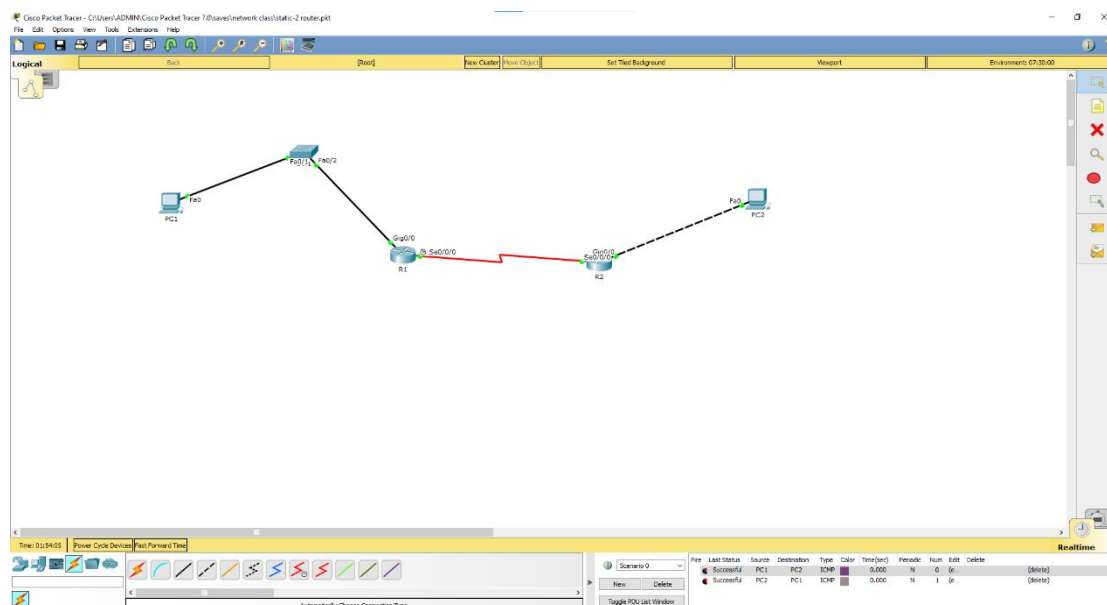 Cisco Packet Tracer - C:\Users\ADMIN\Cisco Packet Tracer 7.0\saves\network class\static-2 router.pkt
File Edit Options View Tools Extensions Help
Logical Back [Root] New Cluster Move Object Set Tiled Background Viewport Environment: 07:30:00
Fa0/1 Fa0/2
Fa0
PC1
Fa0
PC2
Gig0/0
Se0/0/0
R1
Gig0/0
Se0/0/0
R2
Time: 01:54:05 Power Cycle Devices Fast Forward Time Realtime
Scenario 0
New Delete
Toggle PDU List Window
Fire Last Status Source Destination Type Color Time(sec) Periodic Num Edit Delete
Successful PC1 PC2 ICMP 0.000 N 0 (e... (delete)
Successful PC2 PC1 ICMP 0.000 N 1 (e... (delete)
Automatically Choose Connection Type